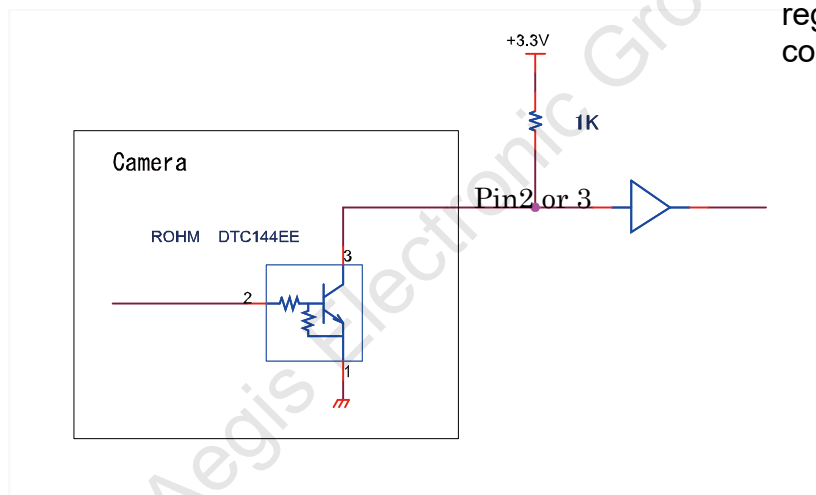 reg
co
+3.3V
1K
Camera
Pin2 or 3
ROHM DTC144EE
3
2
1
Aegis Electronic Gro